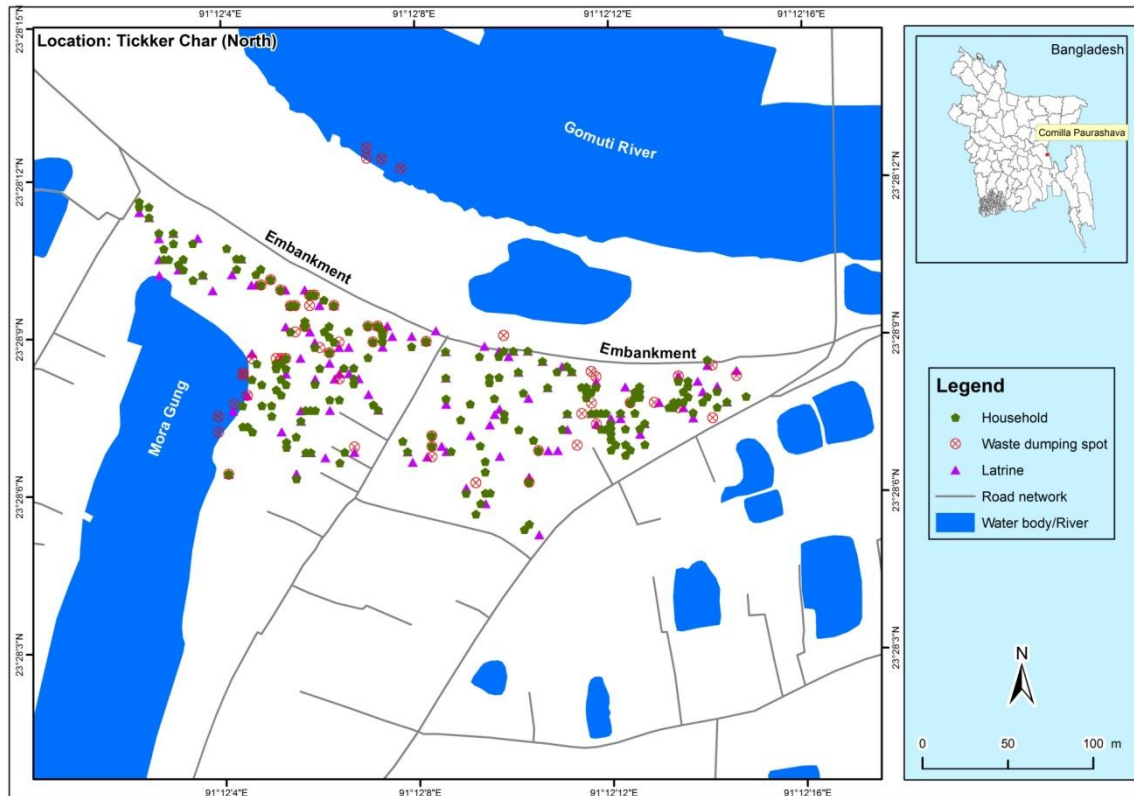 91°12'4"E
91°12'8"E
91°12'12"E
91°12'16"E
23°28'15"N
Location: Tickker Char (North)
Bangladesh
Comilla Paurashava
Gomuti River
23°28'12"N
23°28'12"N
Embankment
23°28'9"N
23°28'9"N
Embankment
Mora Gung
Legend
Household
Waste dumping spot
Latrine
Road network
Water body/River
23°28'6"N
23°28'6"N
23°28'3"N
23°28'3"N
N
0
50
100 m
91°12'4"E
91°12'8"E
91°12'12"E
91°12'16"E